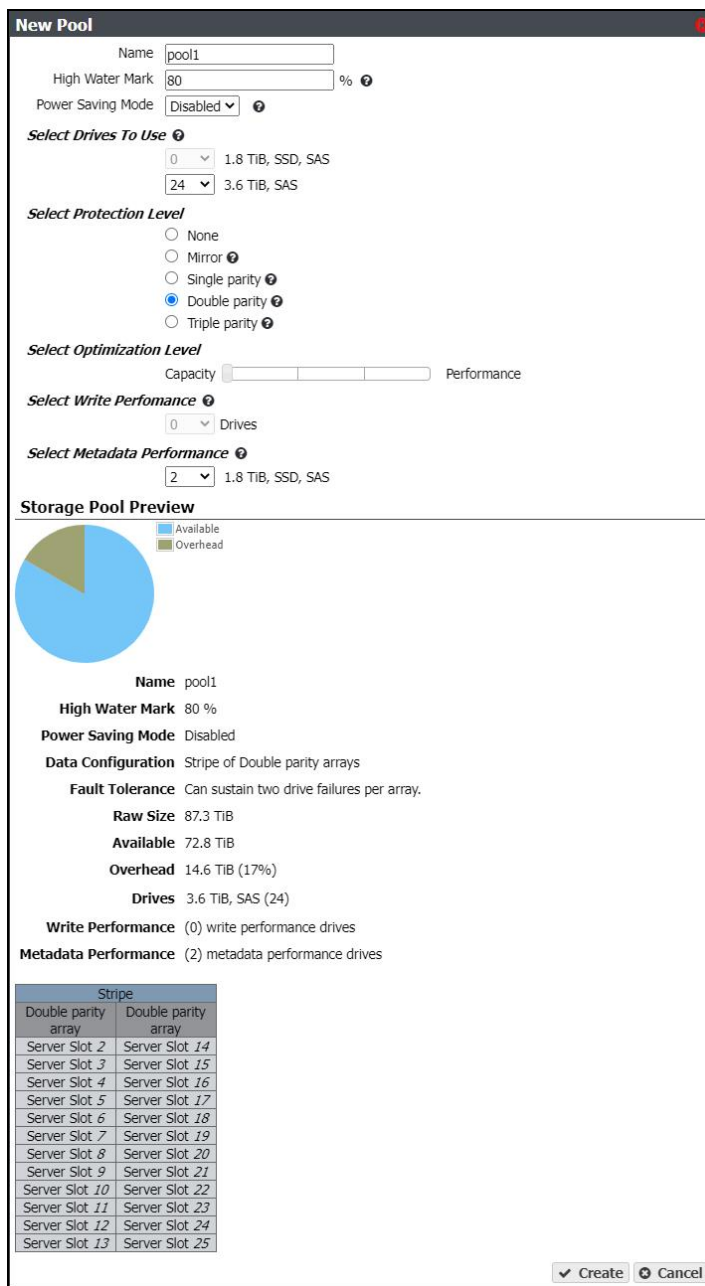 New Pool
Name pool1
High Water Mark 80 %
Power Saving Mode Disabled
Select Drives To Use
0 1.8 TiB, SSD, SAS
24 3.6 TiB, SAS
Select Protection Level
None
Mirror
Single parity
Double parity
Triple parity
Select Optimization Level
Capacity Performance
Select Write Perfomance
0 Drives
Select Metadata Performance
2 1.8 TiB, SSD, SAS
Storage Pool Preview
Available
Overhead
Name pool1
High Water Mark 80 %
Power Saving Mode Disabled
Data Configuration Stripe of Double parity arrays
Fault Tolerance Can sustain two drive failures per array.
Raw Size 87.3 TiB
Available 72.8 TiB
Overhead 14.6 TiB (17%)
Drives 3.6 TiB, SAS (24)
Write Performance (0) write performance drives
Metadata Performance (2) metadata performance drives
Stripe
Double parity array Double parity array
Server Slot 2 Server Slot 14
Server Slot 3 Server Slot 15
Server Slot 4 Server Slot 16
Server Slot 5 Server Slot 17
Server Slot 6 Server Slot 18
Server Slot 7 Server Slot 19
Server Slot 8 Server Slot 20
Server Slot 9 Server Slot 21
Server Slot 10 Server Slot 22
Server Slot 11 Server Slot 23
Server Slot 12 Server Slot 24
Server Slot 13 Server Slot 25
Create Cancel